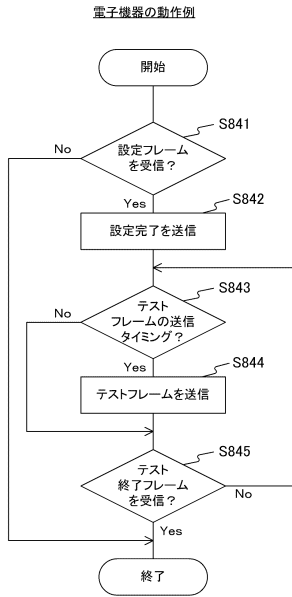 電子機器の動作例
開始
S841
設定フレーム
を受信？
No
Yes
S842
設定完了を送信
S843
テスト
フレームの送信
タイミング？
No
Yes
S844
テストフレームを送信
S845
テスト
終了フレーム
を受信？
No
Yes
終了